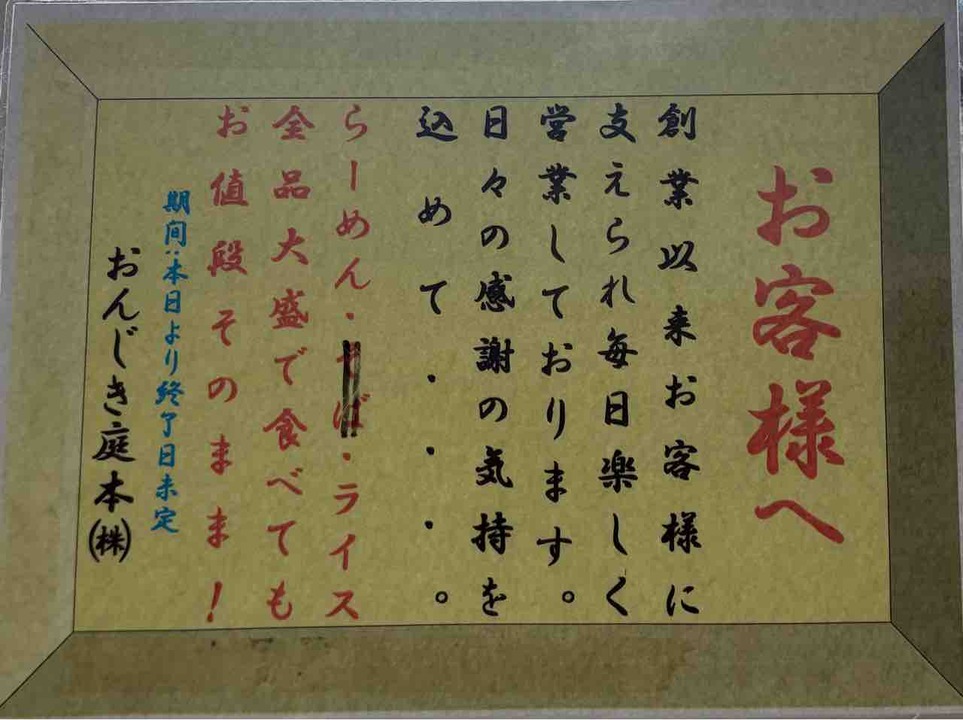 お客様へ
創業以来お客様に
支えられ毎日楽しく
営業しております。
日々の感謝の気持を
込めて・・・。
らーめん・そば・ライス
全品大盛で食べても
お値段そのまま!
期間:本日より終了日未定
おんじき庭本㈱